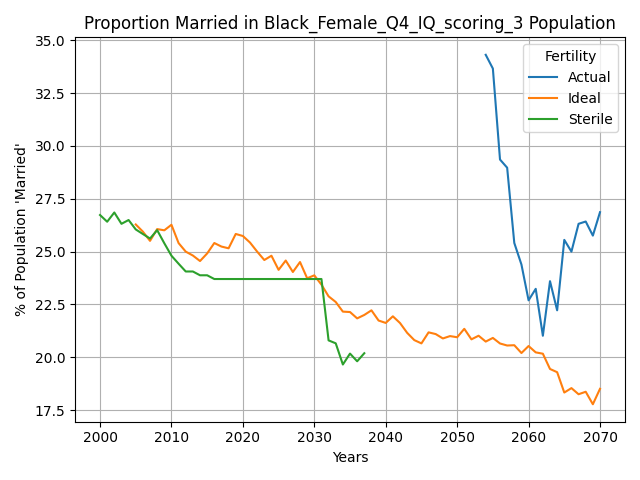 Proportion Married in Black_Female_Q4_IQ_scoring_3 Population
% of Population 'Married'
35.0
32.5
30.0
27.5
25.0
22.5
20.0
17.5
Fertility
Actual
Ideal
Sterile
2000 2010 2020 2030 2040 2050 2060 2070
Years